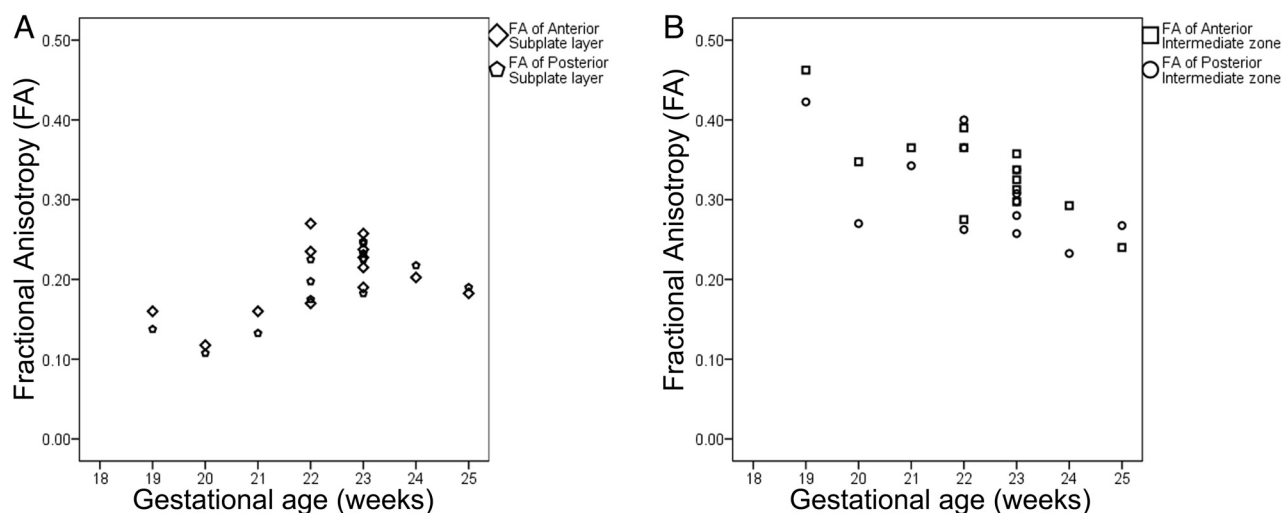 A
FA of Anterior
Subplate layer
FA of Posterior
Subplate layer
Fractional Anisotropy (FA)
0.50
0.40
0.30
0.20
0.10
0.00
18 19 20 21 22 23 24 25
Gestational age (weeks)
B
FA of Anterior
Intermediate zone
FA of Posterior
Intermediate zone
Fractional Anisotropy (FA)
0.50
0.40
0.30
0.20
0.10
0.00
18 19 20 21 22 23 24 25
Gestational age (weeks)